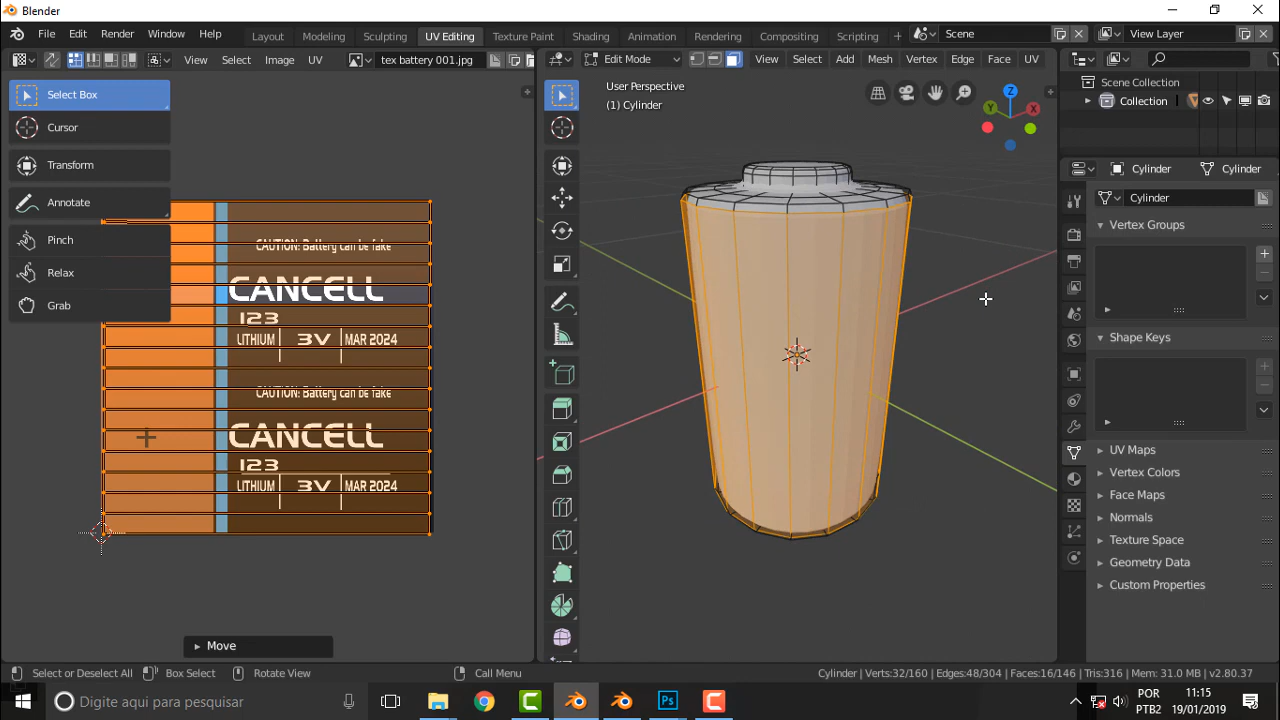 Blender
File Edit Render Window Help
Layout Modeling Sculpting UV Editing Texture Paint Shading Animation Rendering Compositing Scripting +
Scene
View Layer
View Select Image UV
tex battery 001.jpg
Edit Mode
View Select Add Mesh Vertex Edge Face UV
Select Box
Cursor
Transform
Annotate
Pinch
Relax
Grab
User Perspective
(1) Cylinder
Z
Y
X
Scene Collection
Collection
Cylinder
Cylinder
Cylinder
Vertex Groups
Shape Keys
UV Maps
Vertex Colors
Face Maps
Normals
Texture Space
Geometry Data
Custom Properties
CAUTION: Battery can be fake
CANCELL
123
LITHIUM 3V MAR 2024
CAUTION: Battery can be fake
CANCELL
123
LITHIUM 3V MAR 2024
Move
Select or Deselect All
Box Select
Rotate View
Call Menu
Cylinder | Verts:32/160 | Edges:48/304 | Faces:16/146 | Tris:316 | Mem: 31.0 MB | v2.80.37
Digite aqui para pesquisar
Ps
POR
PTB2
11:15
19/01/2019